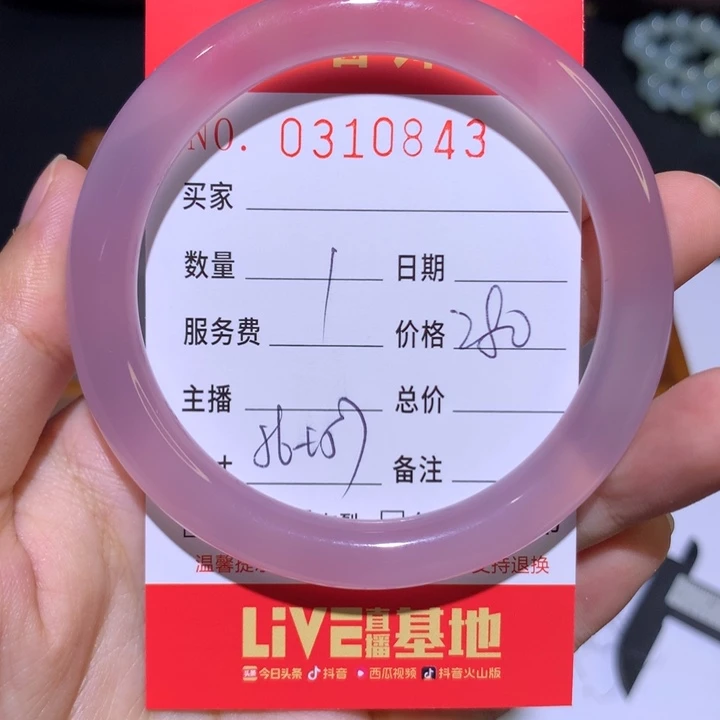 NO. 0310843
买家
数量 1 日期
服务费 价格 280
主播 总价
备注
温馨提 支持退换
LiVE直播基地
今日头条 抖音 西瓜视频 抖音火山版